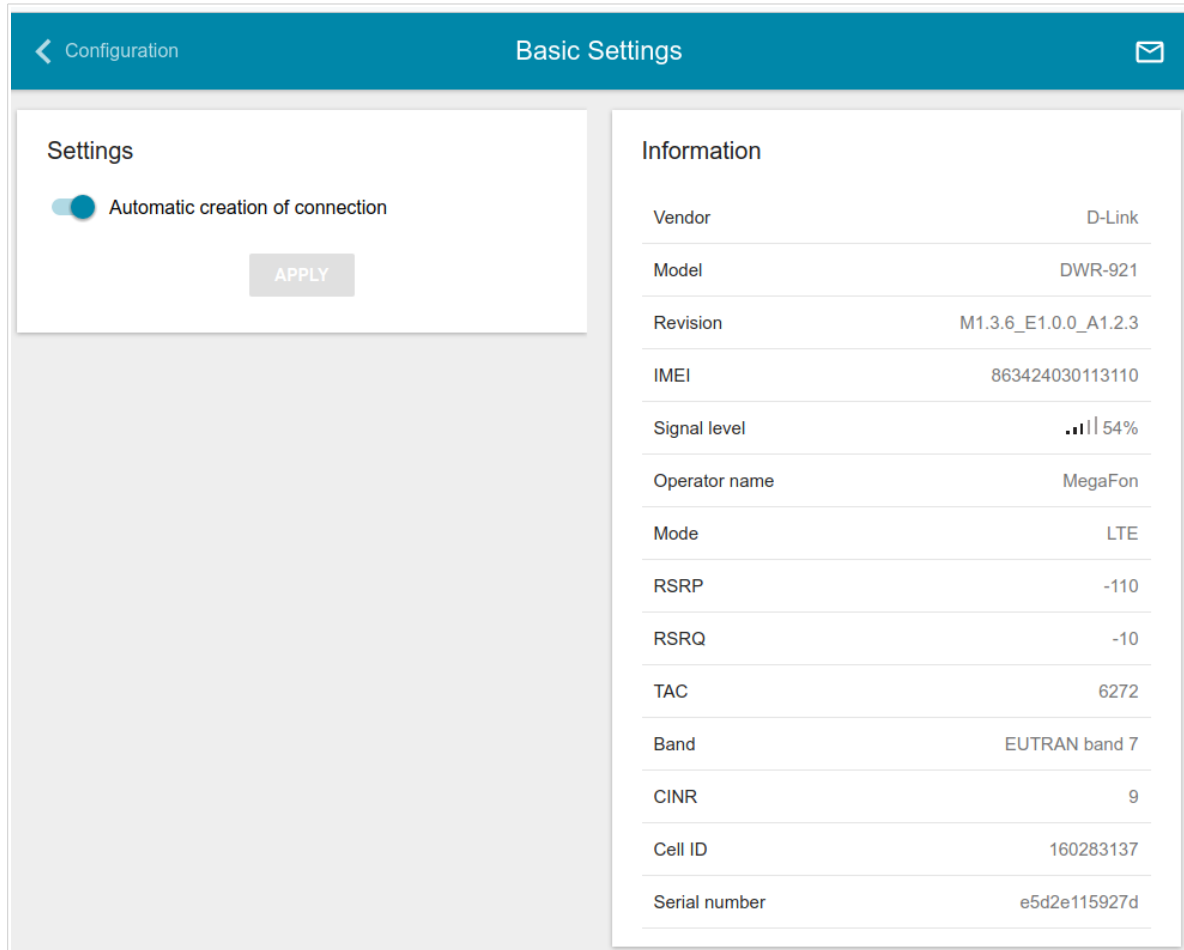 Configuration
Basic Settings
Settings
Automatic creation of connection
APPLY
Information
Vendor D-Link
Model DWR-921
Revision M1.3.6_E1.0.0_A1.2.3
IMEI 863424030113110
Signal level 54%
Operator name MegaFon
Mode LTE
RSRP -110
RSRQ -10
TAC 6272
Band EUTRAN band 7
CINR 9
Cell ID 160283137
Serial number e5d2e115927d